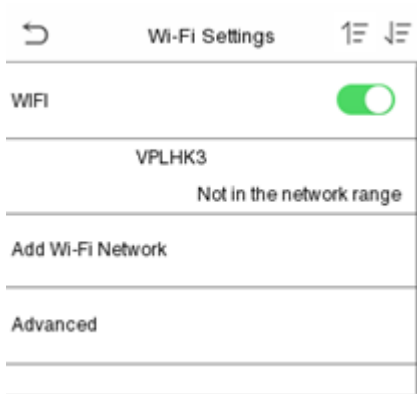 Wi-Fi Settings
WIFI
VPLHK3
Not in the network range
Add Wi-Fi Network
Advanced